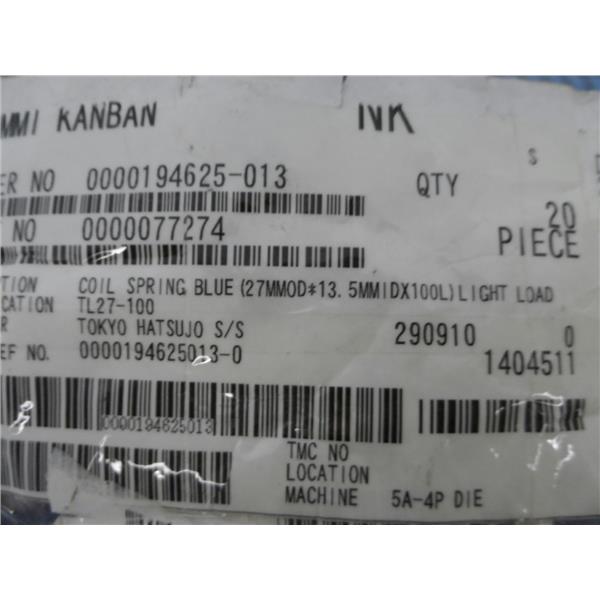 MMI KANBAN NK
S
ER NO 0000194625-013 QTY
20
NO 0000077274 PIECE
TION COIL SPRING BLUE (27MMOD*13.5MMIDX100L) LIGHT LOAD
CATION TL27-100
R TOKYO HATSUJO S/S 290910 0
EF NO. 0000194625013-0 1404511
0000194625013
TMC NO
LOCATION
MACHINE 5A-4P DIE